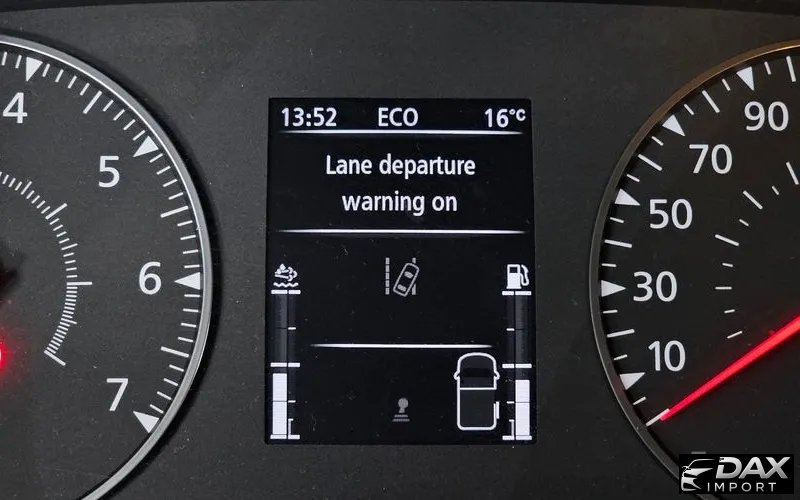 13:52 ECO 16°C
Lane departure
warning on
4
5
6
7
10
30
50
70
90
DAX
IMPORT